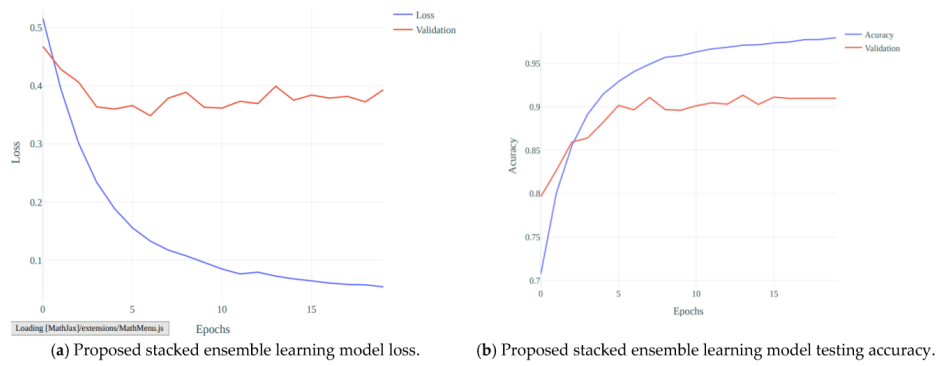 Loss
Validation
0.5
0.4
0.3
0.2
0.1
Loss
0
5
10
15
Epochs
Loading [MathJax]/extensions/MathMenu.js
(a) Proposed stacked ensemble learning model loss.
Acuracy
Validation
0.95
0.9
0.85
0.8
0.75
0.7
Acuracy
0
5
10
15
Epochs
(b) Proposed stacked ensemble learning model testing accuracy.